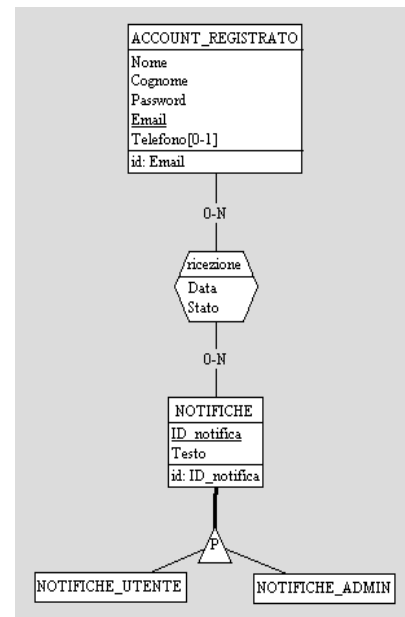 ACCOUNT_REGISTRATO
Nome
Cognome
Password
Email
Telefono[0-1]
id: Email
0-N
ricezione
Data
Stato
0-N
NOTIFICHE
ID_notifica
Testo
id: ID_notifica
P
NOTIFICHE_UTENTE
NOTIFICHE_ADMIN